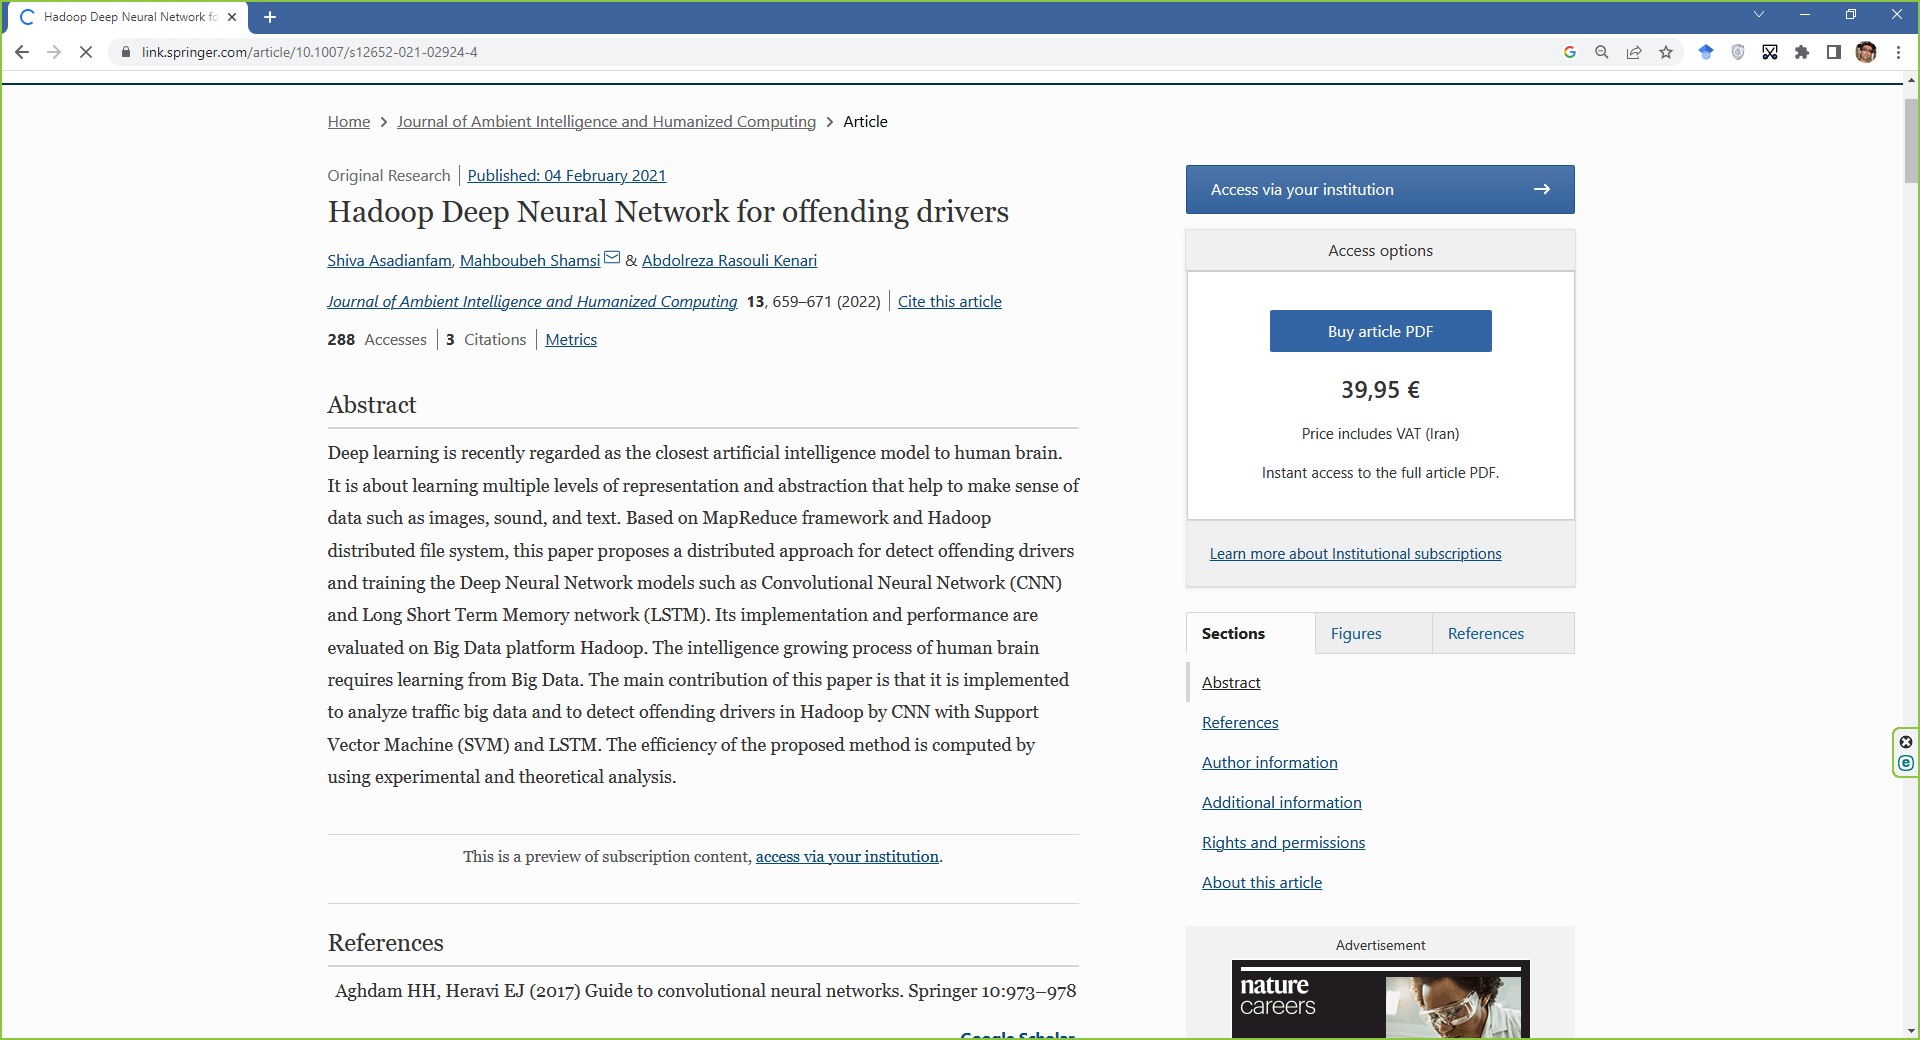 Hadoop Deep Neural Network fo
link.springer.com/article/10.1007/s12652-021-02924-4
Home > Journal of Ambient Intelligence and Humanized Computing > Article
Original Research | Published: 04 February 2021
Hadoop Deep Neural Network for offending drivers
Shiva Asadianfam, Mahboubeh Shamsi & Abdolreza Rasouli Kenari
Journal of Ambient Intelligence and Humanized Computing 13, 659–671 (2022) | Cite this article
288 Accesses | 3 Citations | Metrics
Abstract
Deep learning is recently regarded as the closest artificial intelligence model to human brain.
It is about learning multiple levels of representation and abstraction that help to make sense of
data such as images, sound, and text. Based on MapReduce framework and Hadoop
distributed file system, this paper proposes a distributed approach for detect offending drivers
and training the Deep Neural Network models such as Convolutional Neural Network (CNN)
and Long Short Term Memory network (LSTM). Its implementation and performance are
evaluated on Big Data platform Hadoop. The intelligence growing process of human brain
requires learning from Big Data. The main contribution of this paper is that it is implemented
to analyze traffic big data and to detect offending drivers in Hadoop by CNN with Support
Vector Machine (SVM) and LSTM. The efficiency of the proposed method is computed by
using experimental and theoretical analysis.
This is a preview of subscription content, access via your institution.
References
Aghdam HH, Heravi EJ (2017) Guide to convolutional neural networks. Springer 10:973–978
Google Scholar
Access via your institution →
Access options
Buy article PDF
39,95 €
Price includes VAT (Iran)
Instant access to the full article PDF.
Learn more about Institutional subscriptions
Sections Figures References
Abstract
References
Author information
Additional information
Rights and permissions
About this article
Advertisement
nature
careers